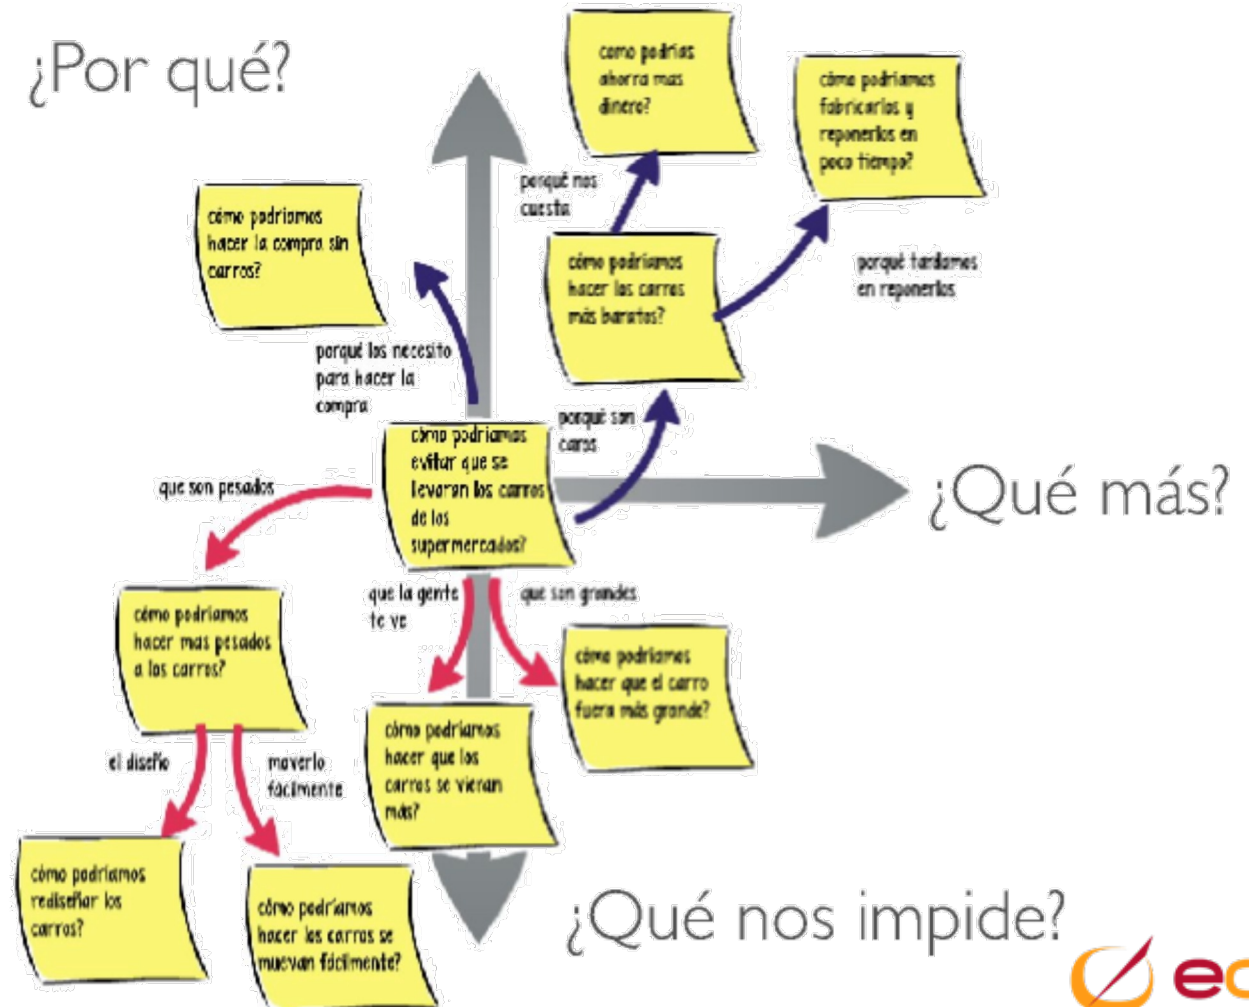 ¿Por qué?
como podrías
ahorra mas
dinero?
cómo podríamos
fabricarlos y
reponerlos en
poco tiempo?
porqué nos
cuesta
cómo podríamos
hacer la compra sin
carros?
cómo podríamos
hacer los carros
más baratos?
porqué tardamos
en reponerlos
porqué los necesito
para hacer la
compra
porqué son
caros
cómo podríamos
evitar que se
llevaran los carros
de los
supermercados?
¿Qué más?
que son pesados
que la gente
te ve
que son grandes
cómo podríamos
hacer mas pesados
a los carros?
cómo podríamos
hacer que el carro
fuera más grande?
cómo podríamos
hacer que los
carros se vieran
más?
el diseño
moverlo
fácilmente
cómo podríamos
rediseñar los
carros?
cómo podríamos
hacer los carros se
muevan fácilmente?
¿Qué nos impide?